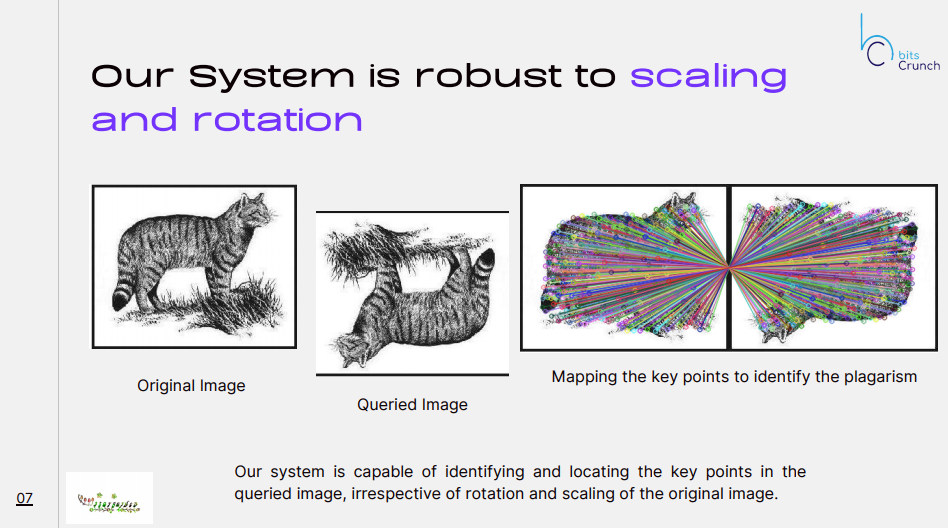 bits
Crunch
Our System is robust to scaling
and rotation
Original Image
Queried Image
Mapping the key points to identify the plagarism
Our system is capable of identifying and locating the key points in the
queried image, irrespective of rotation and scaling of the original image.
07